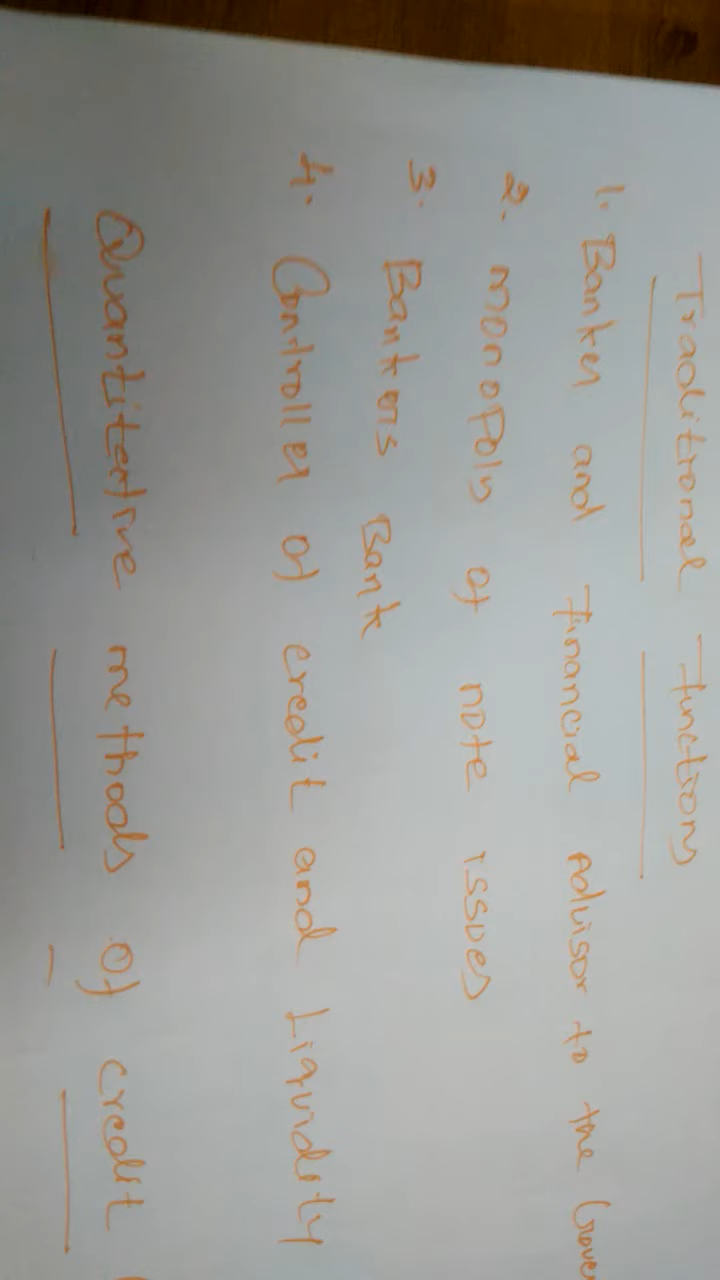 Traditional Functions
1. Banker and Financial Advisor to the Gove
2. monopoly of note issues
3. Bankers Bank
4. Controller of credit and Liquidity
Quantitative methods of credit